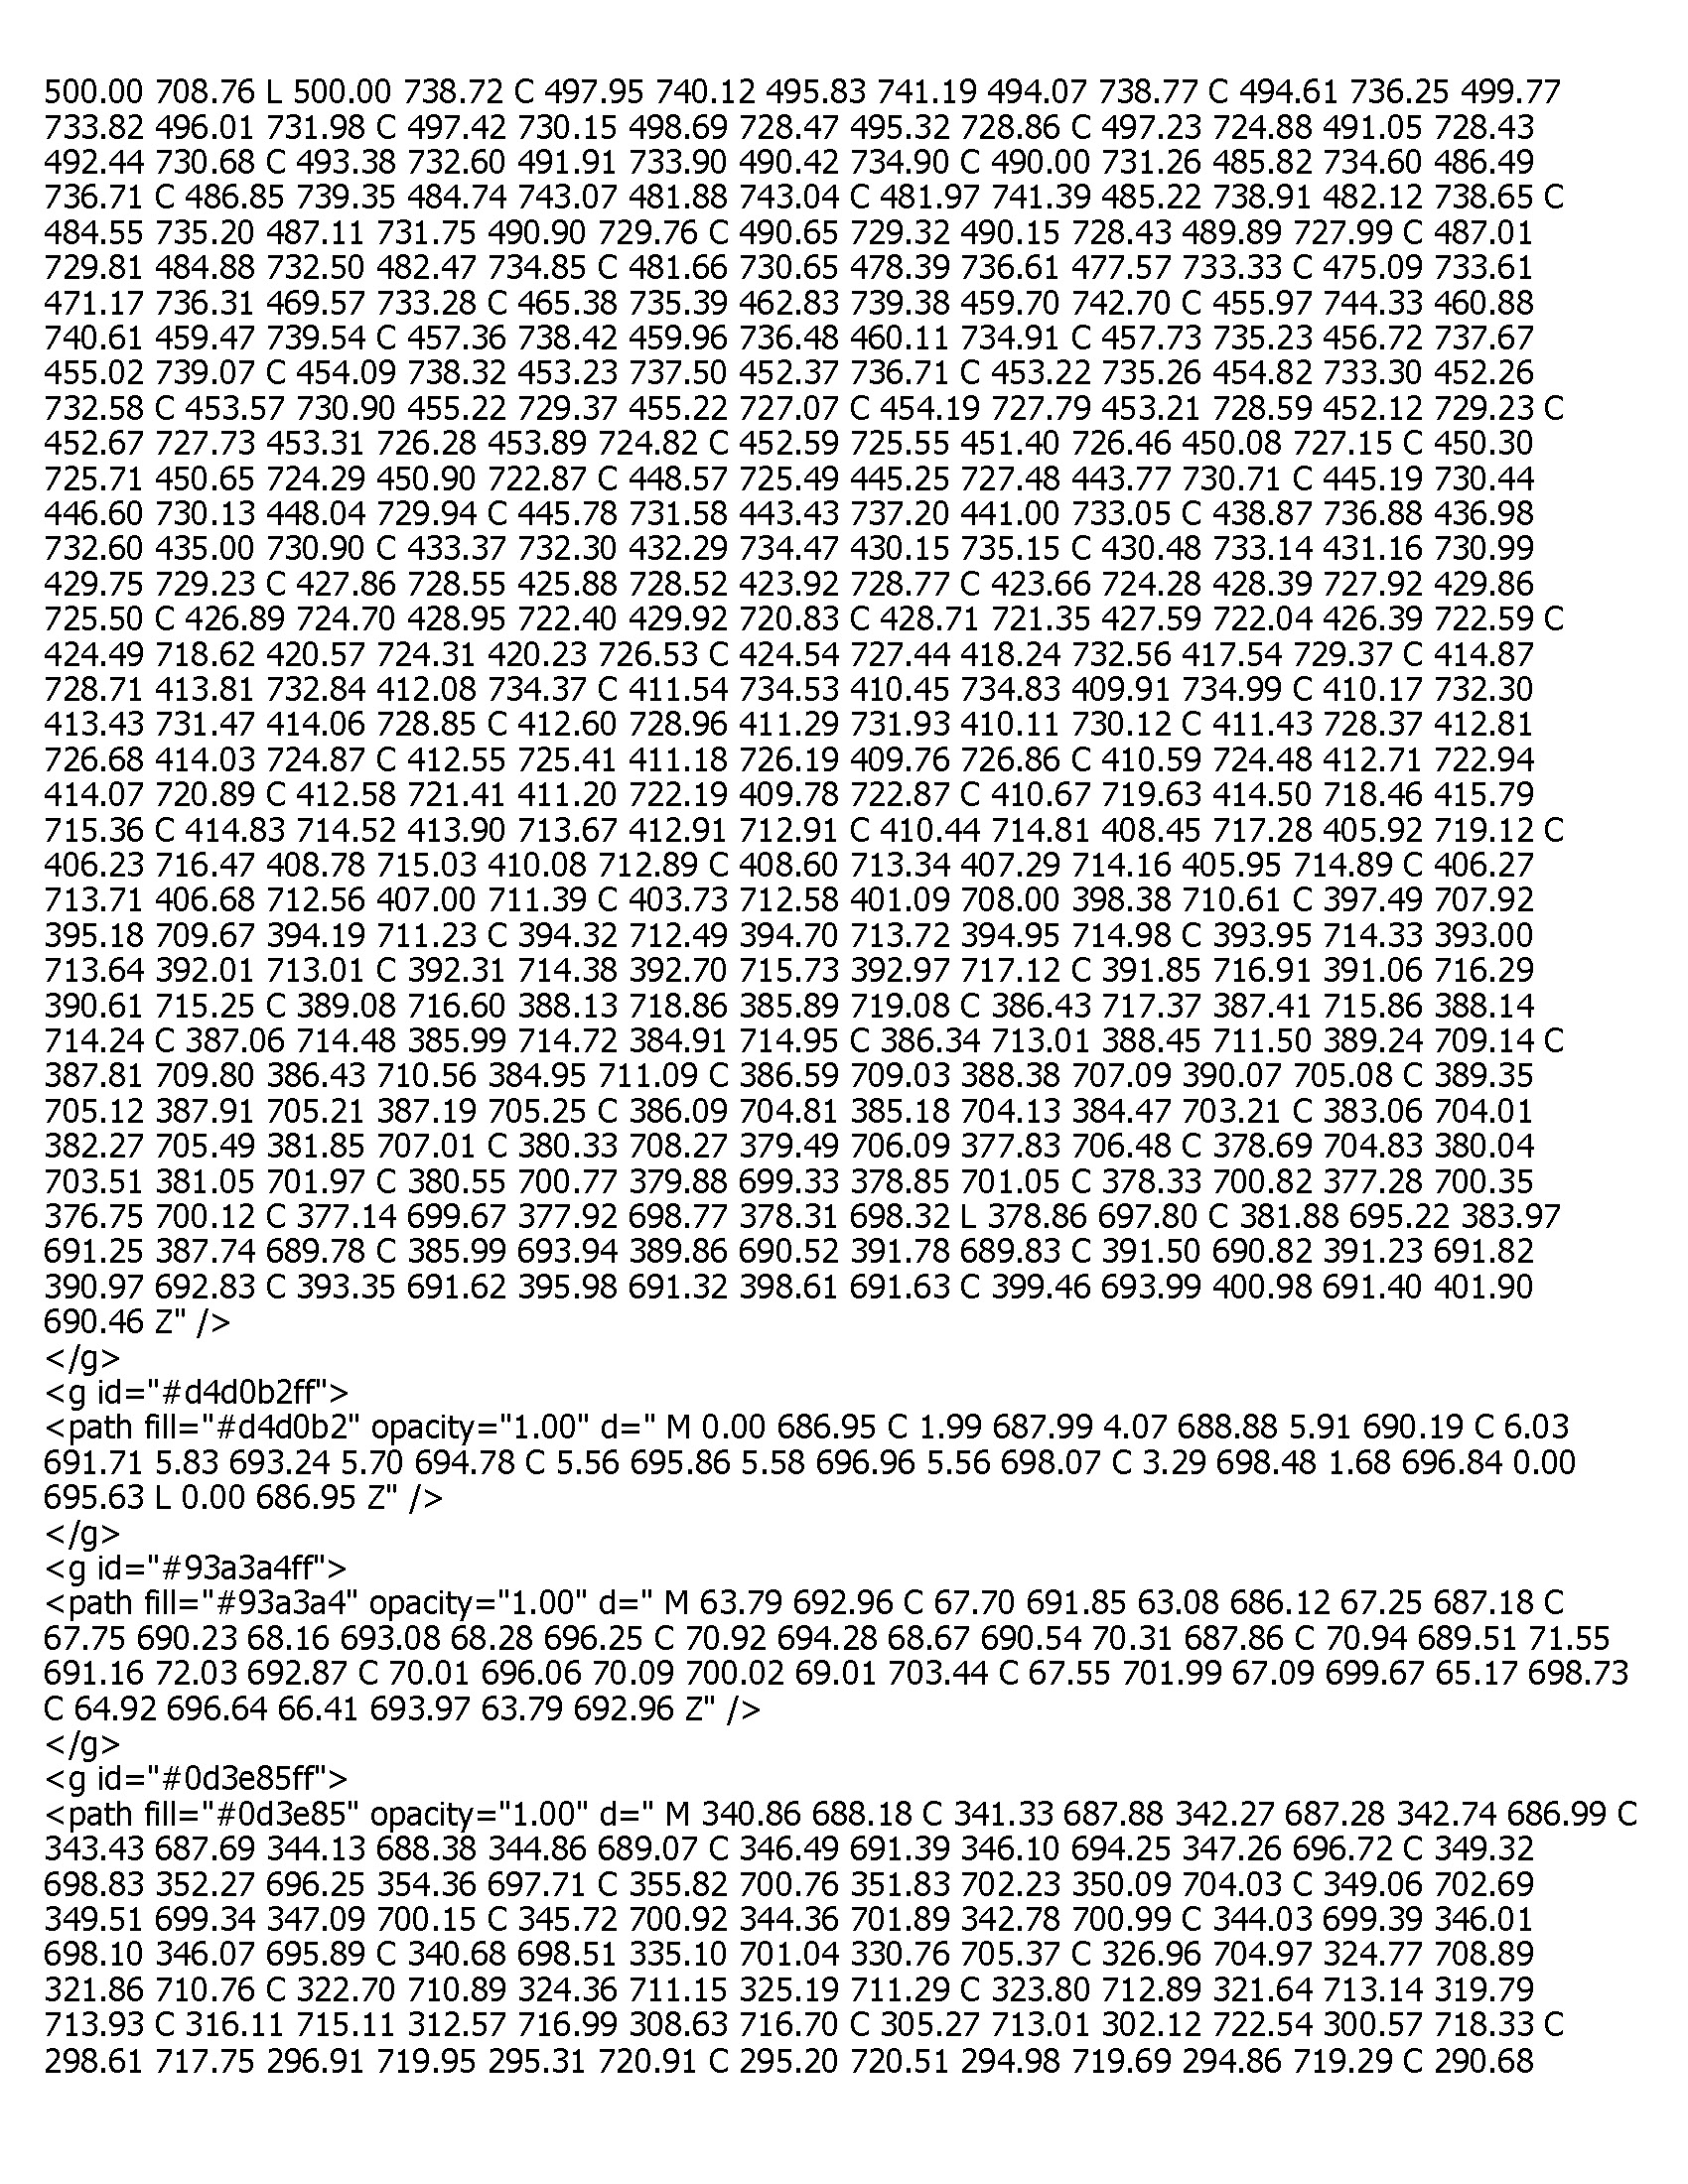 500.00 708.76 L 500.00 738.72 C 497.95 740.12 495.83 741.19 494.07 738.77 C 494.61 736.25 499.77
733.82 496.01 731.98 C 497.42 730.15 498.69 728.47 495.32 728.86 C 497.23 724.88 491.05 728.43
492.44 730.68 C 493.38 732.60 491.91 733.90 490.42 734.90 C 490.00 731.26 485.82 734.60 486.49
736.71 C 486.85 739.35 484.74 743.07 481.88 743.04 C 481.97 741.39 485.22 738.91 482.12 738.65 C
484.55 735.20 487.11 731.75 490.90 729.76 C 490.65 729.32 490.15 728.43 489.89 727.99 C 487.01
729.81 484.88 732.50 482.47 734.85 C 481.66 730.65 478.39 736.61 477.57 733.33 C 475.09 733.61
471.17 736.31 469.57 733.28 C 465.38 735.39 462.83 739.38 459.70 742.70 C 455.97 744.33 460.88
740.61 459.47 739.54 C 457.36 738.42 459.96 736.48 460.11 734.91 C 457.73 735.23 456.72 737.67
455.02 739.07 C 454.09 738.32 453.23 737.50 452.37 736.71 C 453.22 735.26 454.82 733.30 452.26
732.58 C 453.57 730.90 455.22 729.37 455.22 727.07 C 454.19 727.79 453.21 728.59 452.12 729.23 C
452.67 727.73 453.31 726.28 453.89 724.82 C 452.59 725.55 451.40 726.46 450.08 727.15 C 450.30
725.71 450.65 724.29 450.90 722.87 C 448.57 725.49 445.25 727.48 443.77 730.71 C 445.19 730.44
446.60 730.13 448.04 729.94 C 445.78 731.58 443.43 737.20 441.00 733.05 C 438.87 736.88 436.98
732.60 435.00 730.90 C 433.37 732.30 432.29 734.47 430.15 735.15 C 430.48 733.14 431.16 730.99
429.75 729.23 C 427.86 728.55 425.88 728.52 423.92 728.77 C 423.66 724.28 428.39 727.92 429.86
725.50 C 426.89 724.70 428.95 722.40 429.92 720.83 C 428.71 721.35 427.59 722.04 426.39 722.59 C
424.49 718.62 420.57 724.31 420.23 726.53 C 424.54 727.44 418.24 732.56 417.54 729.37 C 414.87
728.71 413.81 732.84 412.08 734.37 C 411.54 734.53 410.45 734.83 409.91 734.99 C 410.17 732.30
413.43 731.47 414.06 728.85 C 412.60 728.96 411.29 731.93 410.11 730.12 C 411.43 728.37 412.81
726.68 414.03 724.87 C 412.55 725.41 411.18 726.19 409.76 726.86 C 410.59 724.48 412.71 722.94
414.07 720.89 C 412.58 721.41 411.20 722.19 409.78 722.87 C 410.67 719.63 414.50 718.46 415.79
715.36 C 414.83 714.52 413.90 713.67 412.91 712.91 C 410.44 714.81 408.45 717.28 405.92 719.12 C
406.23 716.47 408.78 715.03 410.08 712.89 C 408.60 713.34 407.29 714.16 405.95 714.89 C 406.27
713.71 406.68 712.56 407.00 711.39 C 403.73 712.58 401.09 708.00 398.38 710.61 C 397.49 707.92
395.18 709.67 394.19 711.23 C 394.32 712.49 394.70 713.72 394.95 714.98 C 393.95 714.33 393.00
713.64 392.01 713.01 C 392.31 714.38 392.70 715.73 392.97 717.12 C 391.85 716.91 391.06 716.29
390.61 715.25 C 389.08 716.60 388.13 718.86 385.89 719.08 C 386.43 717.37 387.41 715.86 388.14
714.24 C 387.06 714.48 385.99 714.72 384.91 714.95 C 386.34 713.01 388.45 711.50 389.24 709.14 C
387.81 709.80 386.43 710.56 384.95 711.09 C 386.59 709.03 388.38 707.09 390.07 705.08 C 389.35
705.12 387.91 705.21 387.19 705.25 C 386.09 704.81 385.18 704.13 384.47 703.21 C 383.06 704.01
382.27 705.49 381.85 707.01 C 380.33 708.27 379.49 706.09 377.83 706.48 C 378.69 704.83 380.04
703.51 381.05 701.97 C 380.55 700.77 379.88 699.33 378.85 701.05 C 378.33 700.82 377.28 700.35
376.75 700.12 C 377.14 699.67 377.92 698.77 378.31 698.32 L 378.86 697.80 C 381.88 695.22 383.97
691.25 387.74 689.78 C 385.99 693.94 389.86 690.52 391.78 689.83 C 391.50 690.82 391.23 691.82
390.97 692.83 C 393.35 691.62 395.98 691.32 398.61 691.63 C 399.46 693.99 400.98 691.40 401.90
690.46 Z" />
</g>
<g id="#d4d0b2ff">
<path fill="#d4d0b2" opacity="1.00" d=" M 0.00 686.95 C 1.99 687.99 4.07 688.88 5.91 690.19 C 6.03
691.71 5.83 693.24 5.70 694.78 C 5.56 695.86 5.58 696.96 5.56 698.07 C 3.29 698.48 1.68 696.84 0.00
695.63 L 0.00 686.95 Z" />
</g>
<g id="#93a3a4ff">
<path fill="#93a3a4" opacity="1.00" d=" M 63.79 692.96 C 67.70 691.85 63.08 686.12 67.25 687.18 C
67.75 690.23 68.16 693.08 68.28 696.25 C 70.92 694.28 68.67 690.54 70.31 687.86 C 70.94 689.51 71.55
691.16 72.03 692.87 C 70.01 696.06 70.09 700.02 69.01 703.44 C 67.55 701.99 67.09 699.67 65.17 698.73
C 64.92 696.64 66.41 693.97 63.79 692.96 Z" />
</g>
<g id="#0d3e85ff">
<path fill="#0d3e85" opacity="1.00" d=" M 340.86 688.18 C 341.33 687.88 342.27 687.28 342.74 686.99 C
343.43 687.69 344.13 688.38 344.86 689.07 C 346.49 691.39 346.10 694.25 347.26 696.72 C 349.32
698.83 352.27 696.25 354.36 697.71 C 355.82 700.76 351.83 702.23 350.09 704.03 C 349.06 702.69
349.51 699.34 347.09 700.15 C 345.72 700.92 344.36 701.89 342.78 700.99 C 344.03 699.39 346.01
698.10 346.07 695.89 C 340.68 698.51 335.10 701.04 330.76 705.37 C 326.96 704.97 324.77 708.89
321.86 710.76 C 322.70 710.89 324.36 711.15 325.19 711.29 C 323.80 712.89 321.64 713.14 319.79
713.93 C 316.11 715.11 312.57 716.99 308.63 716.70 C 305.27 713.01 302.12 722.54 300.57 718.33 C
298.61 717.75 296.91 719.95 295.31 720.91 C 295.20 720.51 294.98 719.69 294.86 719.29 C 290.68